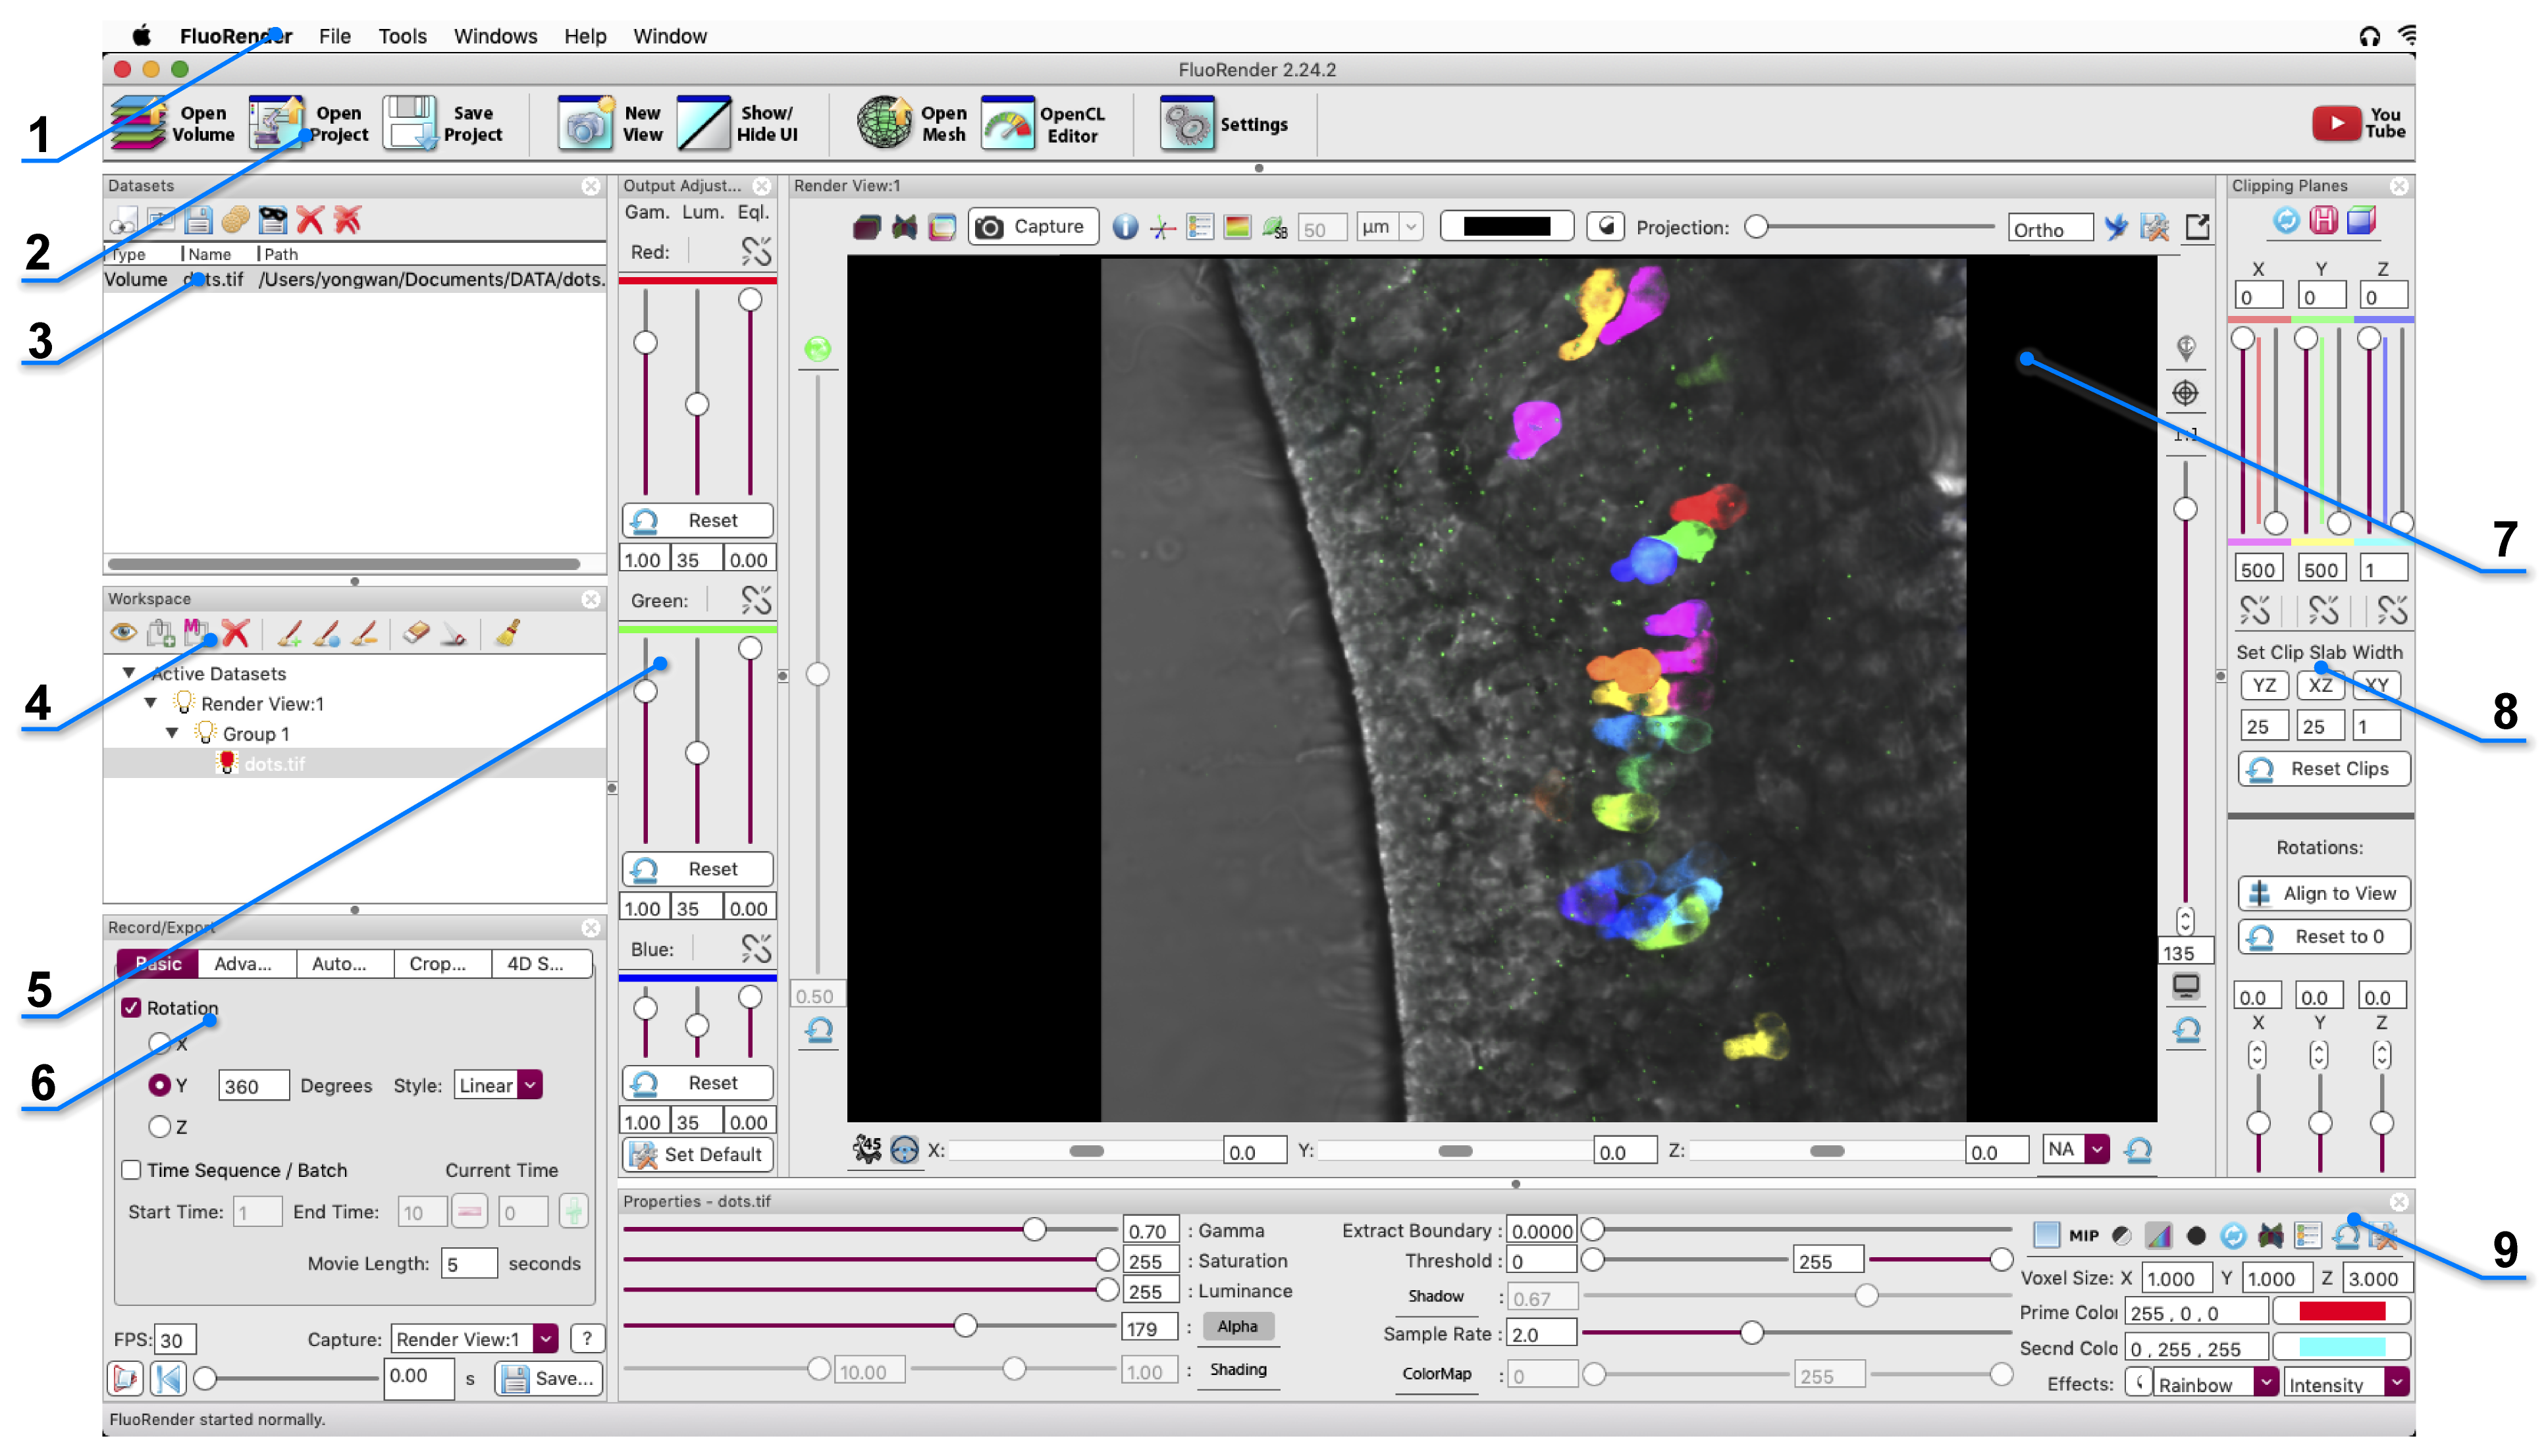 FluoRender File Tools Windows Help Window
FluoRender 2.24.2
Open Volume
Open Project
Save Project
New View
Show/ Hide UI
Open Mesh
OpenCL Editor
Settings
You Tube
1
2
3
4
5
6
7
8
9
Datasets
Type Name Path
Volume dots.tif /Users/yongwan/Documents/DATA/dots.
Workspace
M
Active Datasets
Render View:1
Group 1
dots.tif
Record/Export
Basic Adva... Auto... Crop... 4D S...
Rotation
X
Y 360 Degrees Style: Linear
Z
Time Sequence / Batch Current Time
Start Time: 1 End Time: 10 0
Movie Length: 5 seconds
FPS: 30 Capture: Render View:1 ?
0.00 s Save...
FluoRender started normally.
Output Adjust...
Gam. Lum. Eql.
Red:
Reset
1.00 35 0.00
Green:
Reset
1.00 35 0.00
Blue:
Reset
1.00 35 0.00
Set Default
Render View:1
Capture SB 50 µm Projection: Ortho
0.50
1:1
135
45 X: 0.0 Y: 0.0 Z: 0.0 NA
Clipping Planes
H
X Y Z
0 0 0
500 500 1
Set Clip Slab Width
YZ XZ XY
25 25 1
Reset Clips
Rotations:
Align to View
Reset to 0
0.0 0.0 0.0
X Y Z
Properties - dots.tif
0.70 : Gamma
255 : Saturation
255 : Luminance
179 : Alpha
10.00 1.00 : Shading
Extract Boundary : 0.0000
Threshold : 0 255
Shadow : 0.67
Sample Rate : 2.0
ColorMap : 0 255
MIP
Voxel Size: X 1.000 Y 1.000 Z 3.000
Prime Color 255 , 0 , 0
Secnd Colo 0 , 255 , 255
Effects: Rainbow Intensity